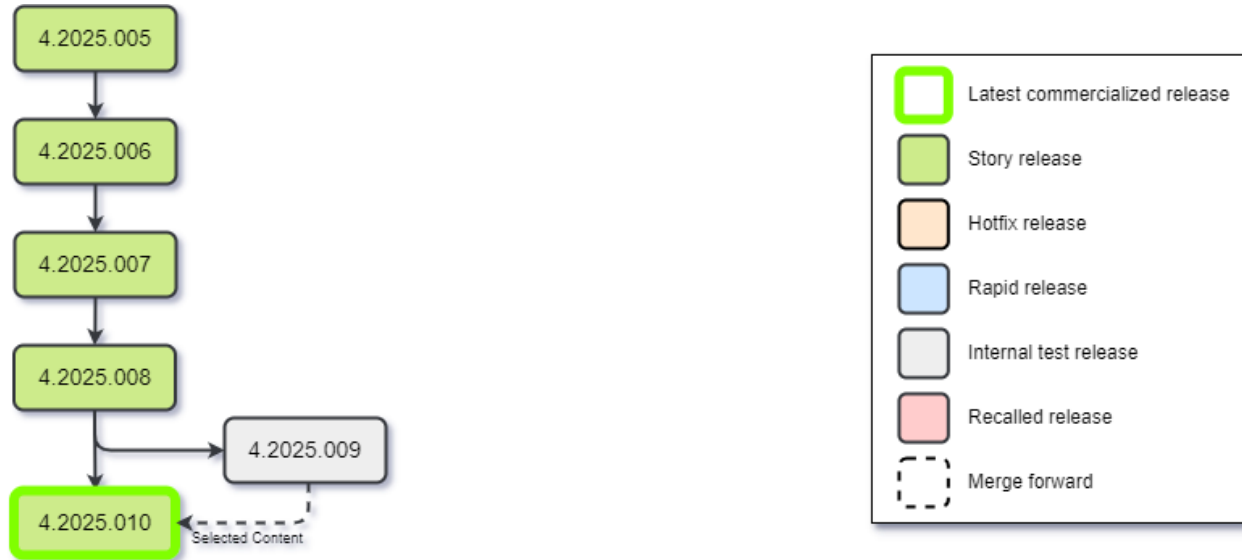 4.2025.005
4.2025.006
4.2025.007
4.2025.008
4.2025.009
4.2025.010
Selected Content
Latest commercialized release
Story release
Hotfix release
Rapid release
Internal test release
Recalled release
Merge forward